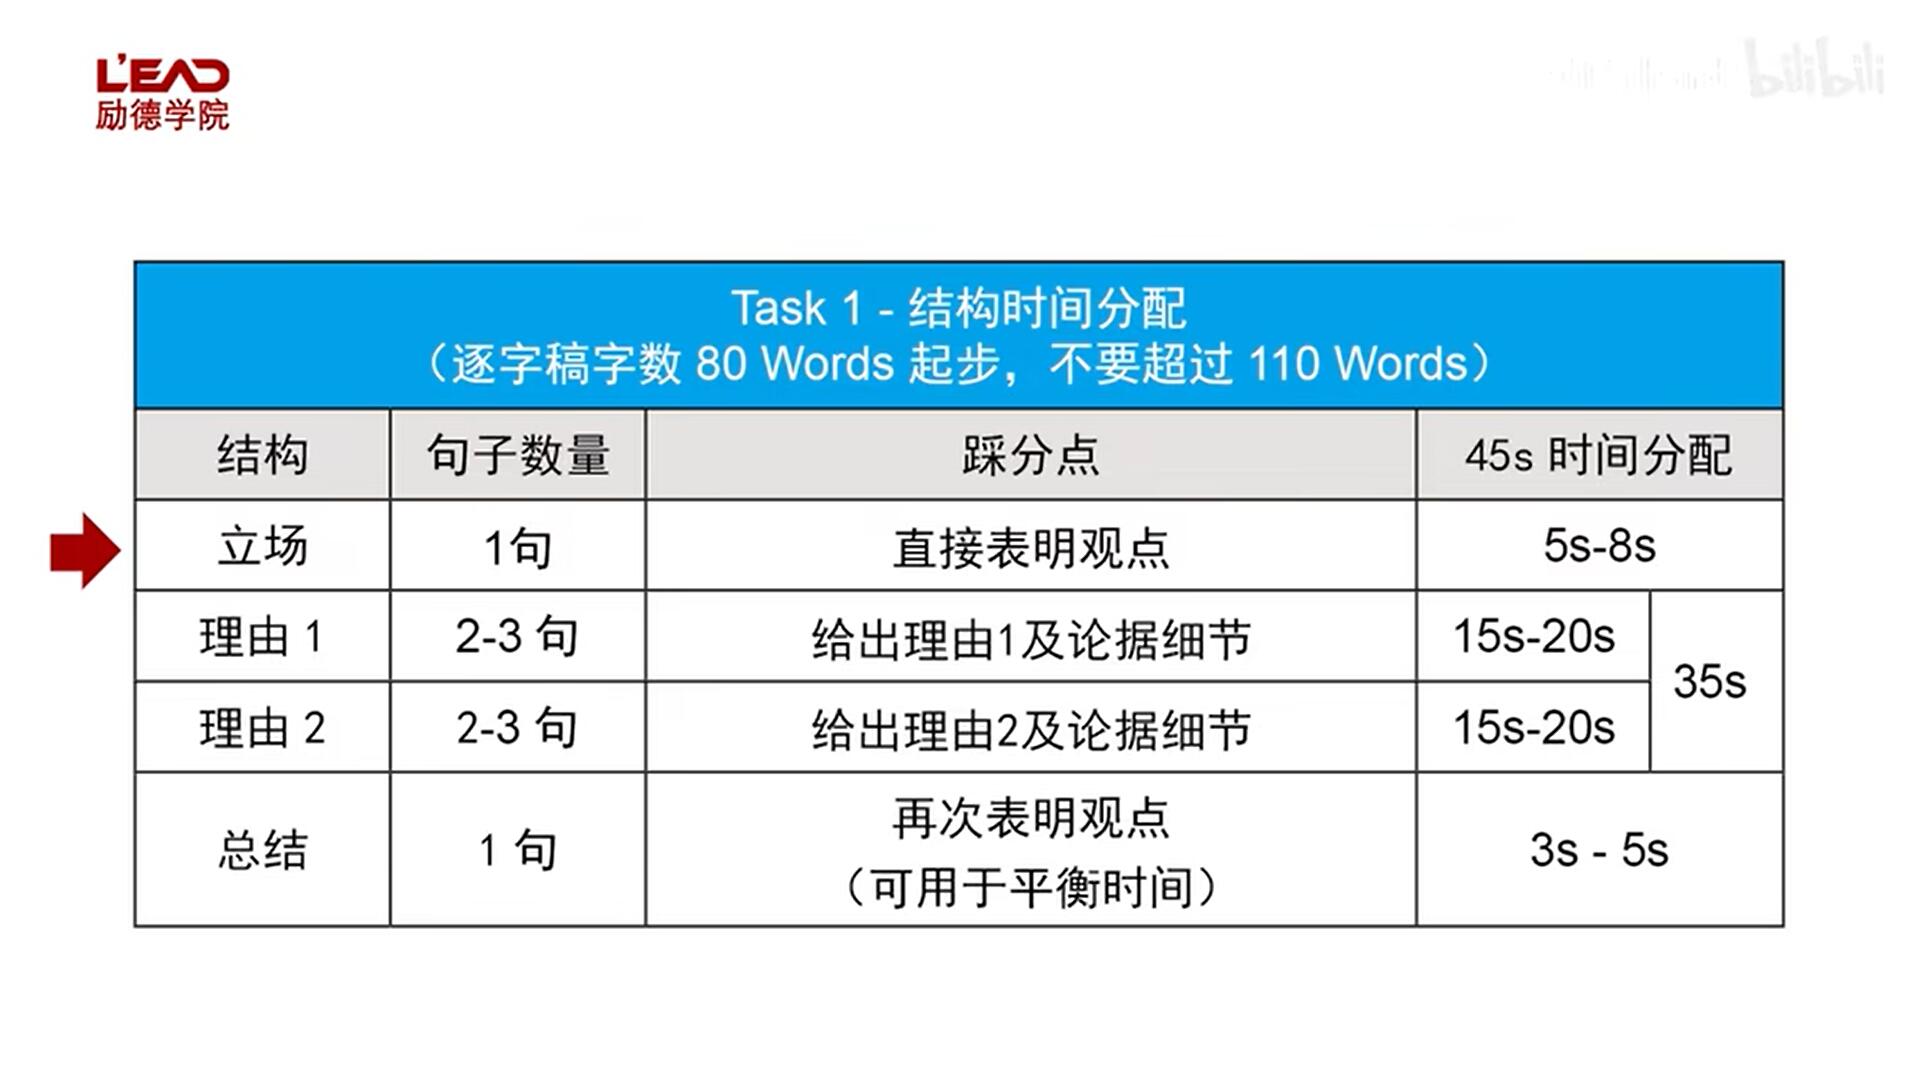 L'EAD
励德学院
bilibili
Task 1 - 结构时间分配
（逐字稿字数 80 Words 起步，不要超过 110 Words）
结构 句子数量 踩分点 45s 时间分配
立场 1句 直接表明观点 5s-8s
理由 1 2-3 句 给出理由1及论据细节 15s-20s
35s
理由 2 2-3 句 给出理由2及论据细节 15s-20s
总结 1 句 再次表明观点
（可用于平衡时间） 3s - 5s